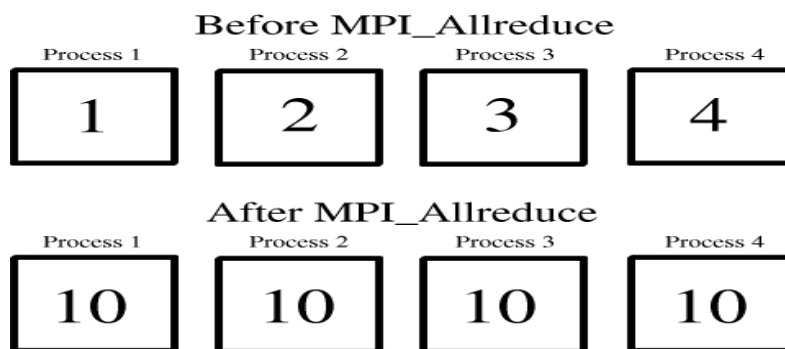 Before MPI_Allreduce
Process 1 Process 2 Process 3 Process 4
1 2 3 4
After MPI_Allreduce
Process 1 Process 2 Process 3 Process 4
10 10 10 10